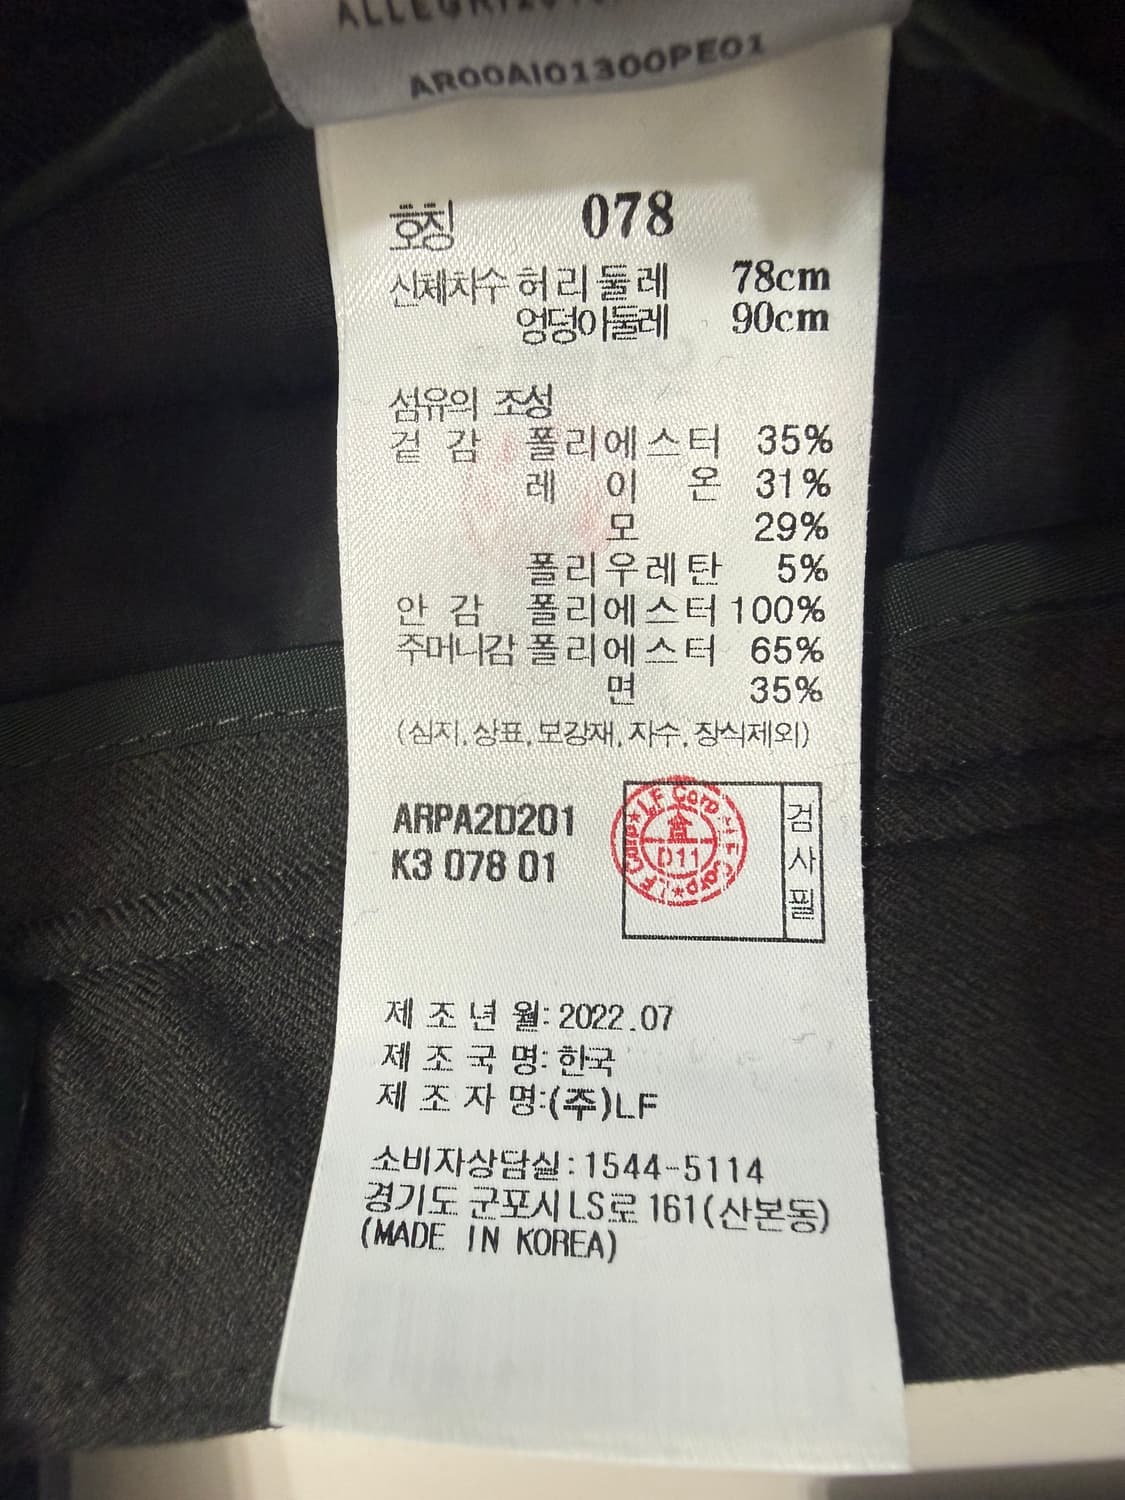 AR00AI01300PE01
호칭 078
신체치수 허리둘레 78cm
엉덩이둘레 90cm
섬유의 조성
겉감 폴리에스터 35%
레이온 31%
모 29%
폴리우레탄 5%
안감 폴리에스터 100%
주머니감 폴리에스터 65%
면 35%
(심지,상표,보강재,자수,장식제외)
ARPA2D201
K3 078 01
LF Corp
D11
검사필
제조년월: 2022.07
제조국명: 한국
제조자명:(주)LF
소비자상담실:1544-5114
경기도 군포시 LS로 161(산본동)
(MADE IN KOREA)